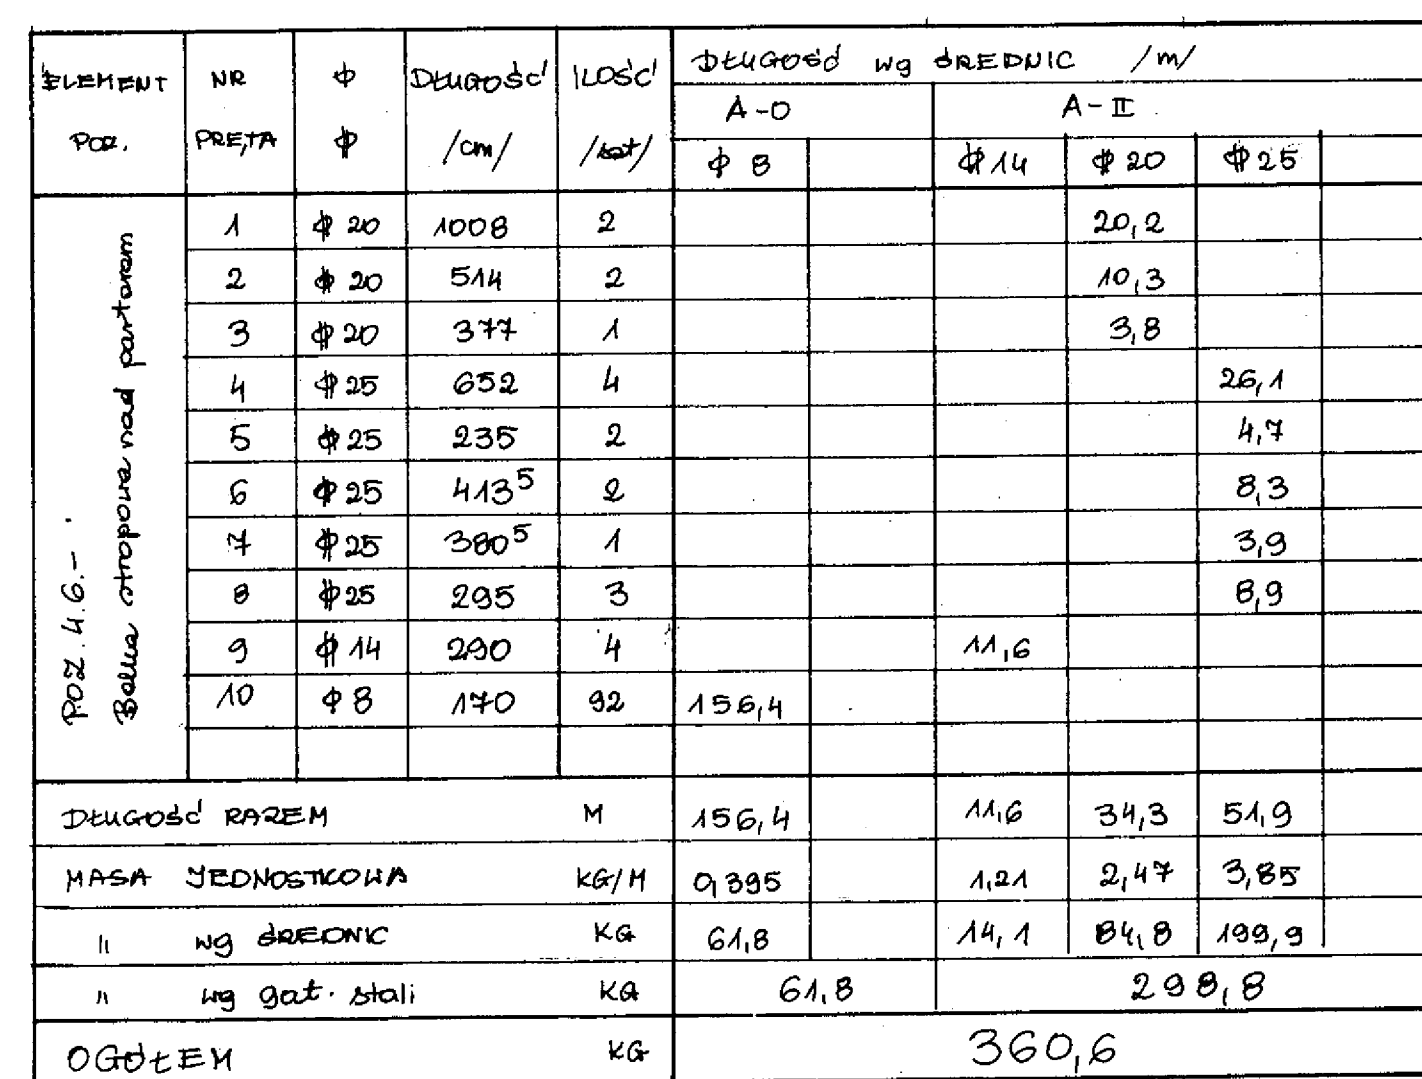 ELEMENT POZ. NR PRĘTA ϕ ϕ DŁUGOŚĆ /cm/ ILOŚĆ /szt/ DŁUGOŚĆ wg ŚREDNIC /m/
A-0 A-II
ϕ 8 ⌽ 14 ⌽ 20 ⌽ 25
POZ. 4.6.-
Belka stropowa nad parterem
1 ⌽ 20 1008 2 20,2
2 ⌽ 20 514 2 10,3
3 ⌽ 20 377 1 3,8
4 ⌽ 25 652 4 26,1
5 ⌽ 25 235 2 4,7
6 ⌽ 25 413⁵ 2 8,3
7 ⌽ 25 380⁵ 1 3,9
8 ⌽ 25 295 3 8,9
9 ⌽ 14 290 4 11,6
10 ϕ 8 170 92 156,4
DŁUGOŚĆ RAZEM M 156,4 11,6 34,3 51,9
MASA JEDNOSTKOWA KG/M 0,395 1,21 2,47 3,85
" wg ŚREDNIC KG 61,8 14,1 84,8 199,9
" wg gat. stali KG 61,8 298,8
OGÓŁEM KG 360,6